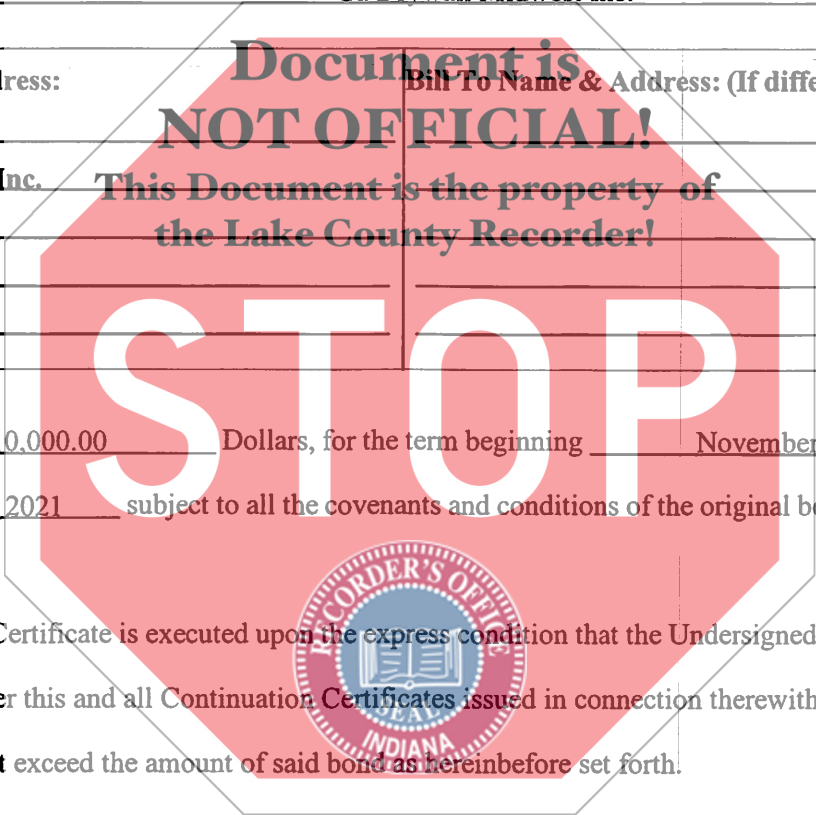 Document is
ress: Bill To Name & Address: (If diffe
NOT OFFICIAL!
Inc.
This Document is the property of
the Lake County Recorder!
STOP
0,000.00 Dollars, for the term beginning November
2021 subject to all the covenants and conditions of the original
RECORDER'S OFFICE
Certificate is executed upon the express condition that the Undersigned
er this and all Continuation Certificates issued in connection therewith
SEAL
INDIANA
t exceed the amount of said bond as hereinbefore set forth.